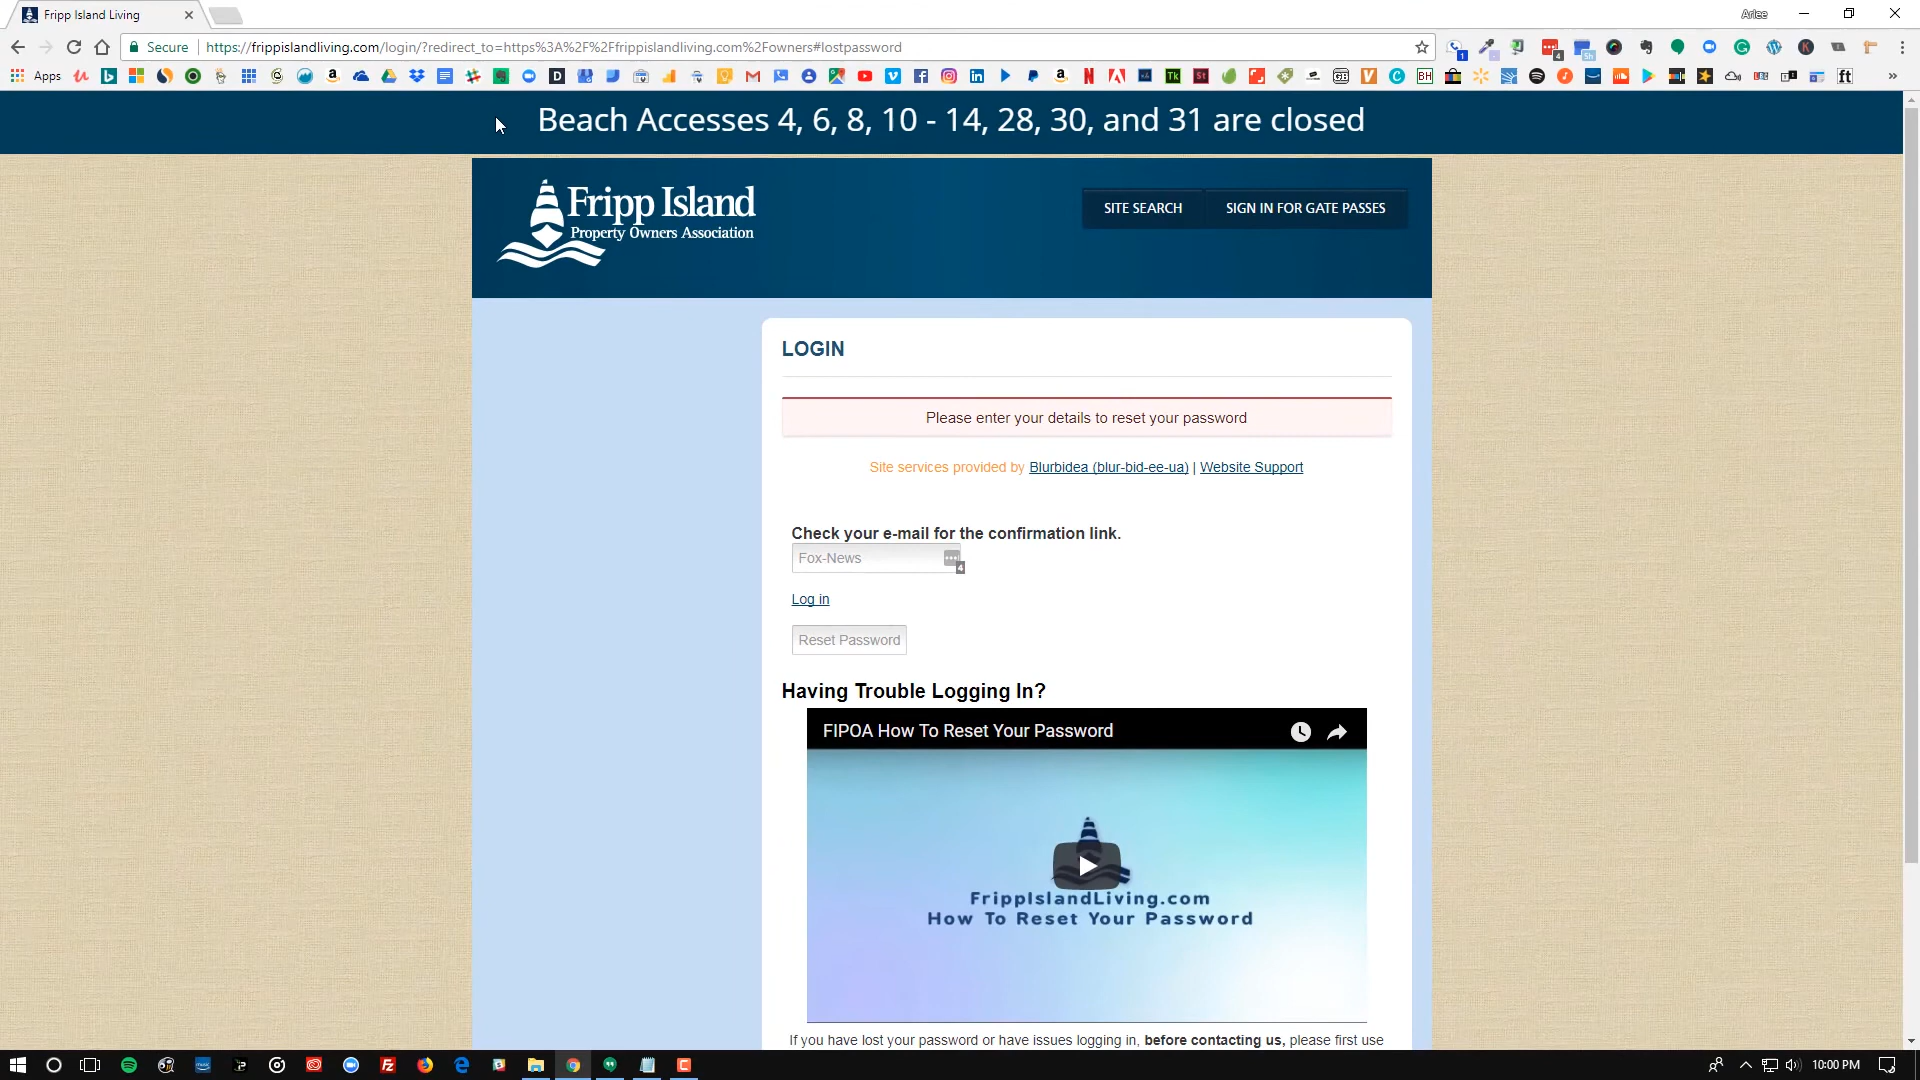 Fripp Island Living
Arlee
Secure https://frippislandliving.com/login/?redirect_to=https%3A%2F%2Ffrippislandliving.com%2Fowners#lostpassword
Apps
Beach Accesses 4, 6, 8, 10 - 14, 28, 30, and 31 are closed
Fripp Island
Property Owners Association
SITE SEARCH SIGN IN FOR GATE PASSES
LOGIN
Please enter your details to reset your password
Site services provided by Blurbidea (blur-bid-ee-ua) | Website Support
Check your e-mail for the confirmation link.
Fox-News
4
Log in
Reset Password
Having Trouble Logging In?
FIPOA How To Reset Your Password
FrippIslandLiving.com
How To Reset Your Password
If you have lost your password or have issues logging in, before contacting us, please first use
10:00 PM